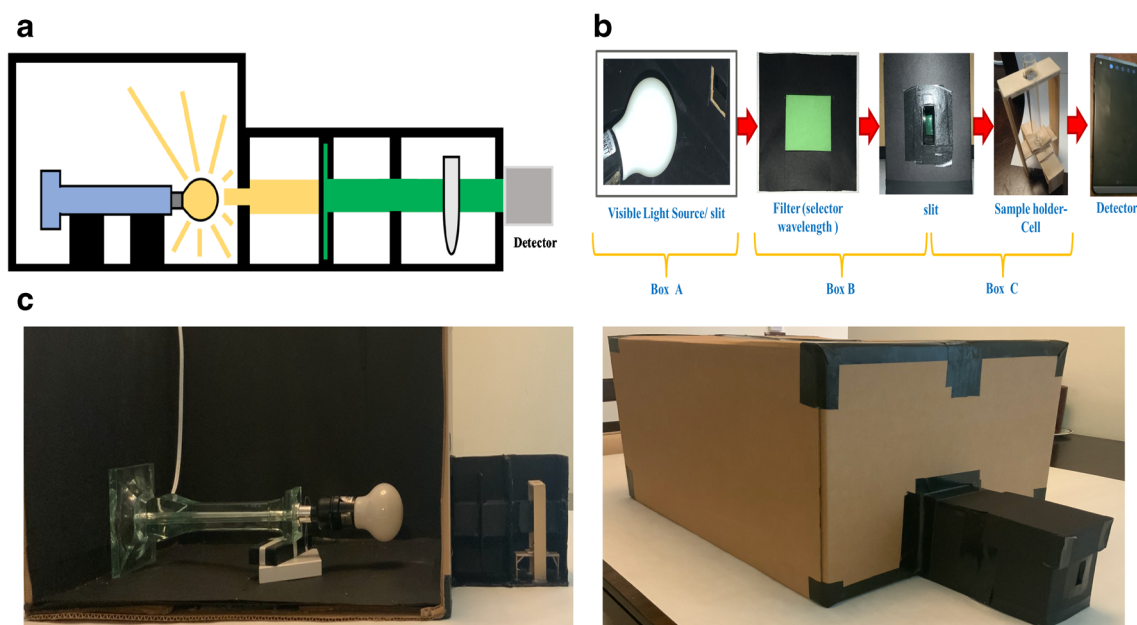 a
Detector
b
Visible Light Source/ slit
Filter (selector
wavelength )
slit
Sample holder-
Cell
Detector
Box A
Box B
Box C
c